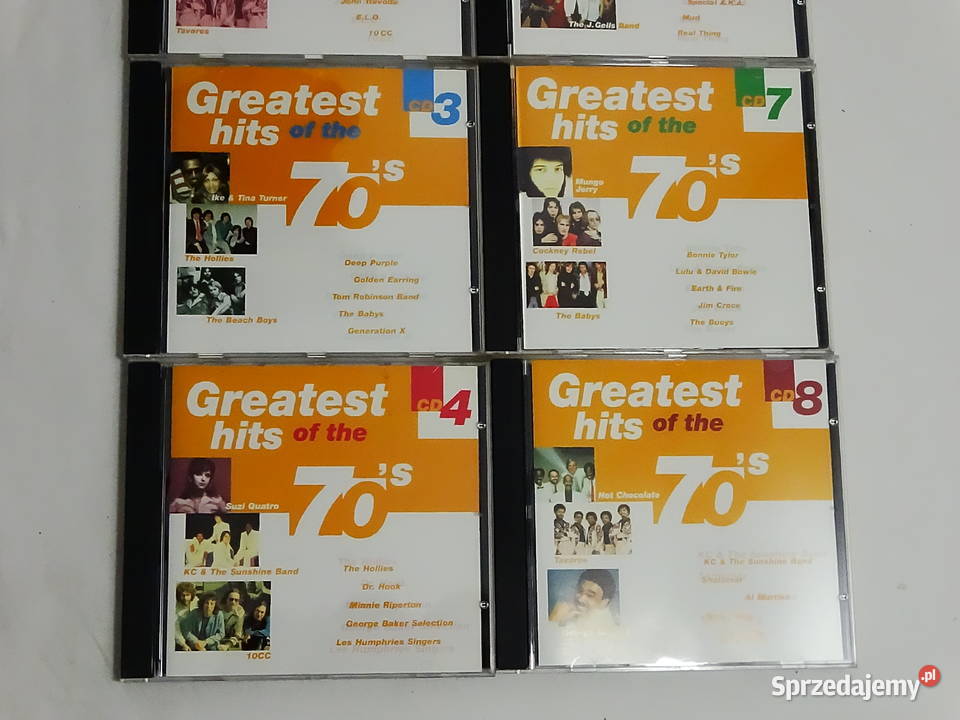 John Travolta
E.L.O.
10CC
Tavares
Special A.K.A.
Mud
Real Thing
The J. Geils Band
Greatest
hits of the
70's
CD 3
Ike & Tina Turner
The Hollies
The Beach Boys
Deep Purple
Golden Earring
Tom Robinson Band
The Babys
Generation X
Greatest
hits of the
70's
CD 7
Mungo
Jerry
Cockney Rebel
The Babys
Bonnie Tyler
Lulu & David Bowie
Earth & Fire
Jim Croce
The Buoys
Greatest
hits of the
70's
CD 4
Suzi Quatro
KC & The Sunshine Band
10CC
The Hollies
Dr. Hook
Minnie Riperton
George Baker Selection
Les Humphries Singers
Greatest
hits of the
70's
CD 8
Hot Chocolate
Tavares
KC & The Sunshine Band
Shalamar
Al Martino
Sprzedajemy.pl